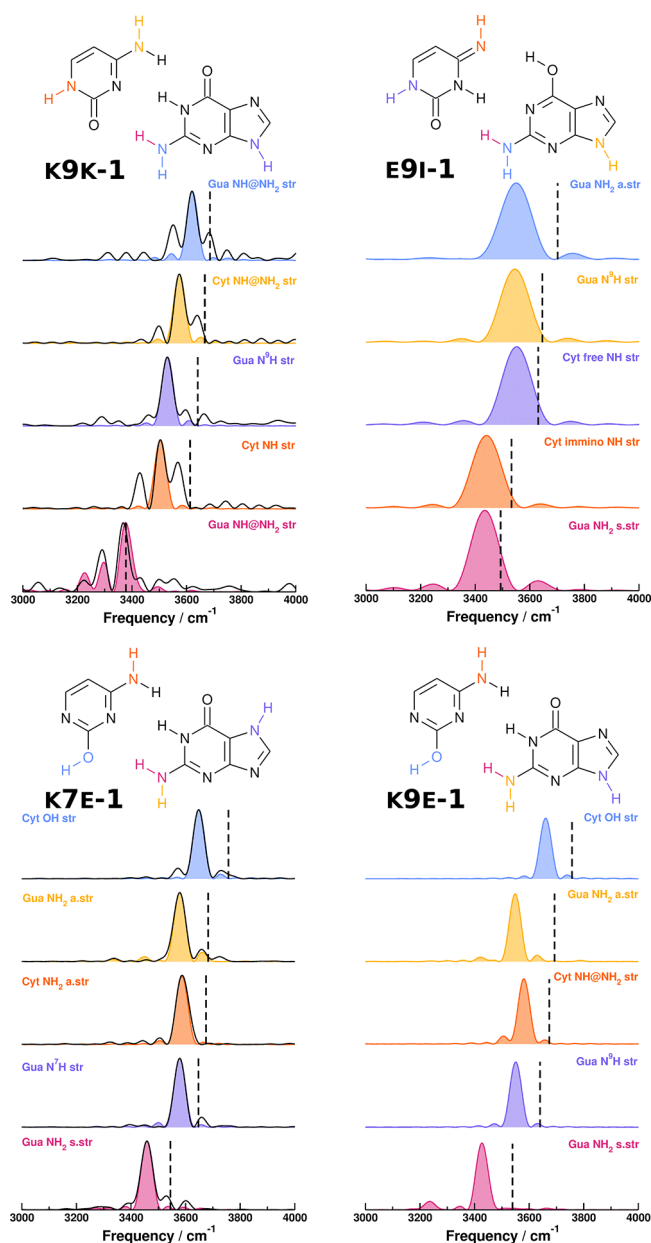 H
N H
H N N
O
O
H N N
H N N N
H H
K9K-1
Gua NH@NH2 str
Cyt NH@NH2 str
Gua N9H str
Cyt NH str
Gua NH@NH2 str
3000 3200 3400 3600 3800 4000
Frequency / cm-1
H
N
H N N H
O
H O
N N
H N N N
H H
E9I-1
Gua NH2 a.str
Gua N9H str
Cyt free NH str
Cyt immino NH str
Gua NH2 s.str
3000 3200 3400 3600 3800 4000
Frequency / cm-1
H
N H
N N
H O
O H
H N N
H N N N
H
K7E-1
Cyt OH str
Gua NH2 a.str
Cyt NH2 a.str
Gua N7H str
Gua NH2 s.str
3000 3200 3400 3600 3800 4000
Frequency / cm-1
H
N H
N N
H O
O
H N N
H N N N
H H
K9E-1
Cyt OH str
Gua NH2 a.str
Cyt NH@NH2 str
Gua N9H str
Gua NH2 s.str
3000 3200 3400 3600 3800 4000
Frequency / cm-1